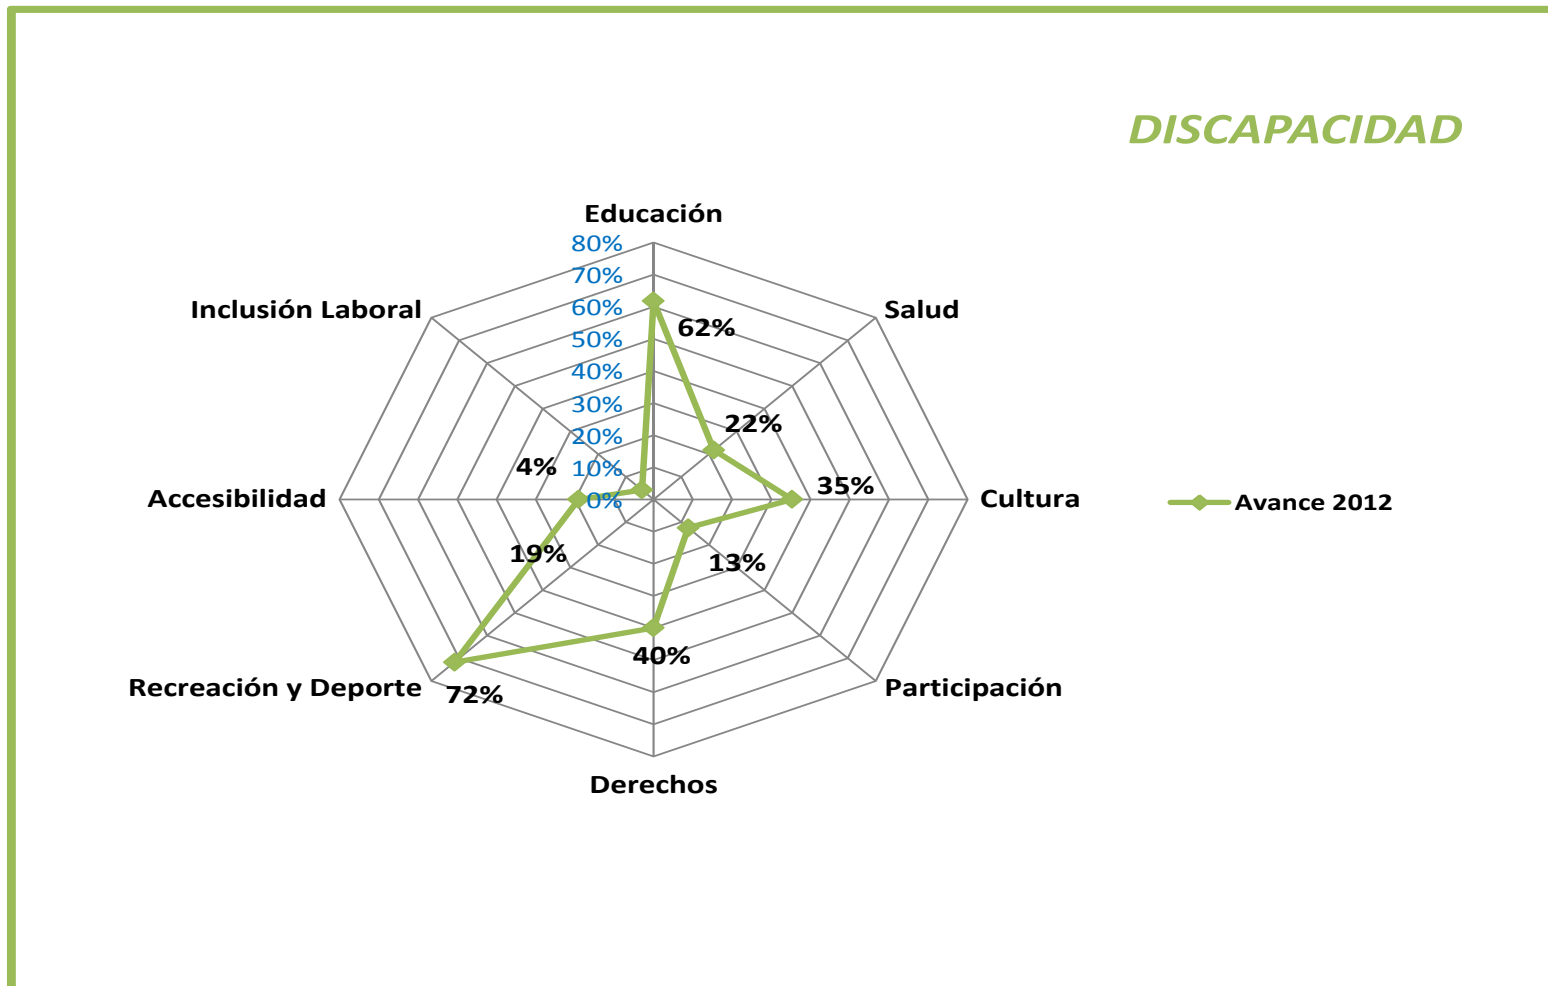 DISCAPACIDAD
Educación
80%
70%
60%
50%
40%
30%
20%
10%
0%
Inclusión Laboral
Salud
62%
22%
4%
Accesibilidad
35%
Cultura
Avance 2012
19%
13%
40%
Recreación y Deporte
72%
Participación
Derechos